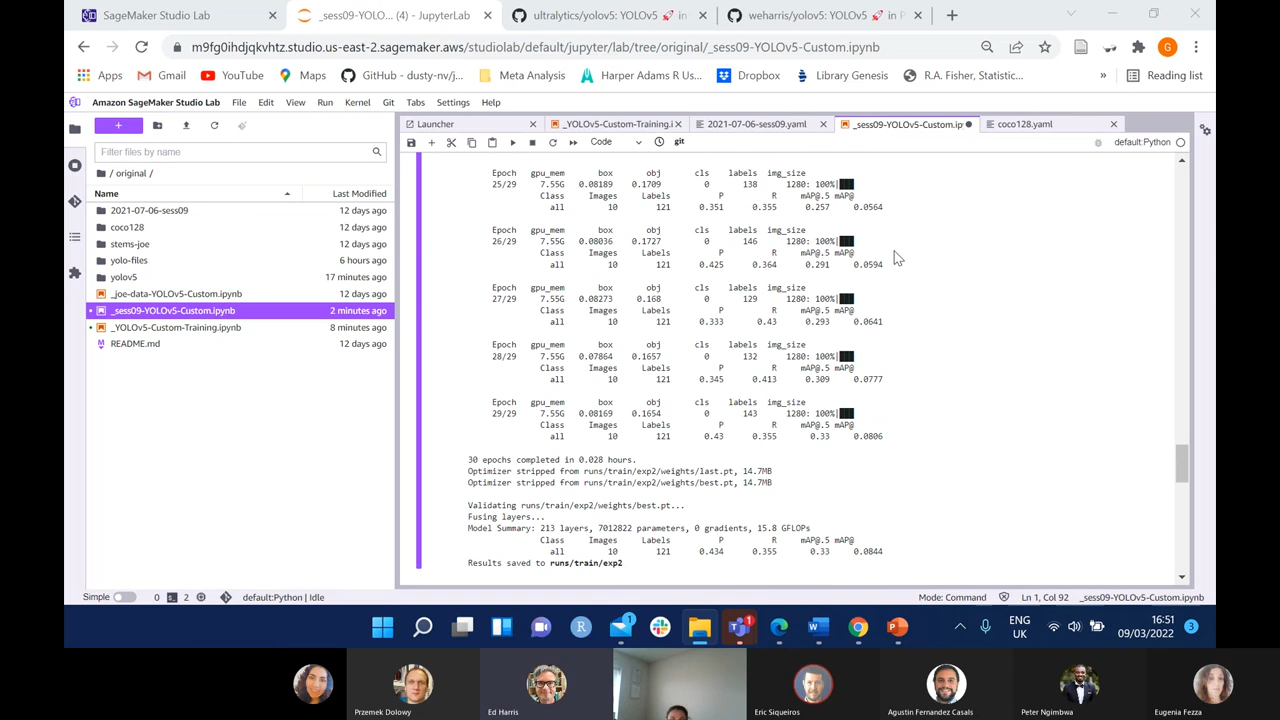 SageMaker Studio Lab
_sess09-YOLO... (4) - JupyterLab
ultralytics/yolov5: YOLOv5 🚀 in
weharris/yolov5: YOLOv5 🚀 in P
m9fg0ihdjqkvhtz.studio.us-east-2.sagemaker.aws/studiolab/default/jupyter/lab/tree/original/_sess09-YOLOv5-Custom.ipynb
G
Apps Gmail YouTube Maps GitHub - dusty-nv/j... Meta Analysis Harper Adams R Us... Dropbox Library Genesis R.A. Fisher, Statistic... » Reading list
Amazon SageMaker Studio Lab File Edit View Run Kernel Git Tabs Settings Help
Launcher _YOLOv5-Custom-Training.i 2021-07-06-sess09.yaml _sess09-YOLOv5-Custom.ip coco128.yaml
Code git default:Python
Filter files by name
/ original /
Name Last Modified
2021-07-06-sess09 12 days ago
coco128 12 days ago
stems-joe 12 days ago
yolo-files 6 hours ago
yolov5 17 minutes ago
_joe-data-YOLOv5-Custom.ipynb 12 days ago
_sess09-YOLOv5-Custom.ipynb 2 minutes ago
_YOLOv5-Custom-Training.ipynb 8 minutes ago
README.md 12 days ago
Epoch gpu_mem box obj cls labels img_size
25/29 7.55G 0.08189 0.1709 0 138 1280: 100%|
Class Images Labels P R mAP@.5 mAP@
all 10 121 0.351 0.355 0.257 0.0564
Epoch gpu_mem box obj cls labels img_size
26/29 7.55G 0.08036 0.1727 0 146 1280: 100%|
Class Images Labels P R mAP@.5 mAP@
all 10 121 0.425 0.364 0.291 0.0594
Epoch gpu_mem box obj cls labels img_size
27/29 7.55G 0.08273 0.168 0 129 1280: 100%|
Class Images Labels P R mAP@.5 mAP@
all 10 121 0.333 0.43 0.293 0.0641
Epoch gpu_mem box obj cls labels img_size
28/29 7.55G 0.07864 0.1657 0 132 1280: 100%|
Class Images Labels P R mAP@.5 mAP@
all 10 121 0.345 0.413 0.309 0.0777
Epoch gpu_mem box obj cls labels img_size
29/29 7.55G 0.08169 0.1654 0 143 1280: 100%|
Class Images Labels P R mAP@.5 mAP@
all 10 121 0.43 0.355 0.33 0.0806
30 epochs completed in 0.028 hours.
Optimizer stripped from runs/train/exp2/weights/last.pt, 14.7MB
Optimizer stripped from runs/train/exp2/weights/best.pt, 14.7MB
Validating runs/train/exp2/weights/best.pt...
Fusing layers...
Model Summary: 213 layers, 7012822 parameters, 0 gradients, 15.8 GFLOPs
Class Images Labels P R mAP@.5 mAP@
all 10 121 0.434 0.355 0.33 0.0844
Results saved to runs/train/exp2
Simple 0 2 default:Python | Idle Mode: Command Ln 1, Col 92 _sess09-YOLOv5-Custom.ipynb
R 1 1 W P
ENG
UK
16:51
09/03/2022
3
Przemek Dolowy Ed Harris Eric Siqueiros Agustin Fernandez Casals Peter Ngimbwa Eugenia Fezza